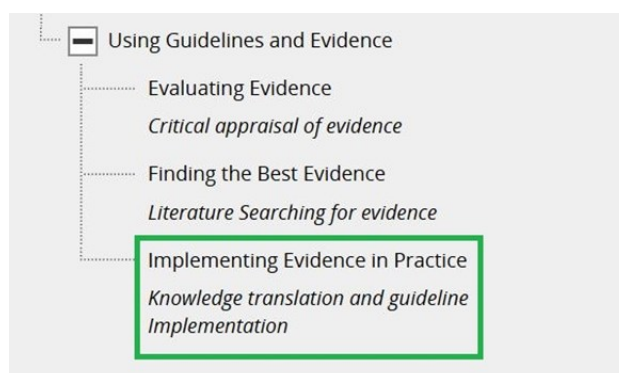 Using Guidelines and Evidence
Evaluating Evidence
Critical appraisal of evidence
Finding the Best Evidence
Literature Searching for evidence
Implementing Evidence in Practice
Knowledge translation and guideline
Implementation